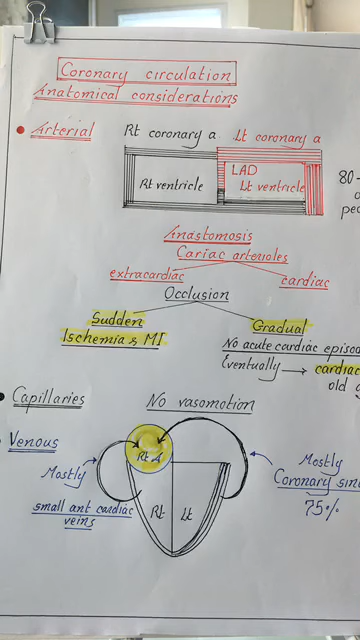 Coronary circulation
Anatomical considerations
Arterial
Rt coronary a. Lt coronary a
LAD
Rt ventricle Lt ventricle
80-
Anastomosis
Cariac arterioles
extracardiac cardiac
Occlusion
Sudden Gradual
Ischemia & MI
No acute cardiac episo
Eventually → cardiac
old
Capillaries No vasomotion
Venous
Rt A
Mostly
small ant cardiac
veins
Rt Lt
Mostly
Coronary sin
75%